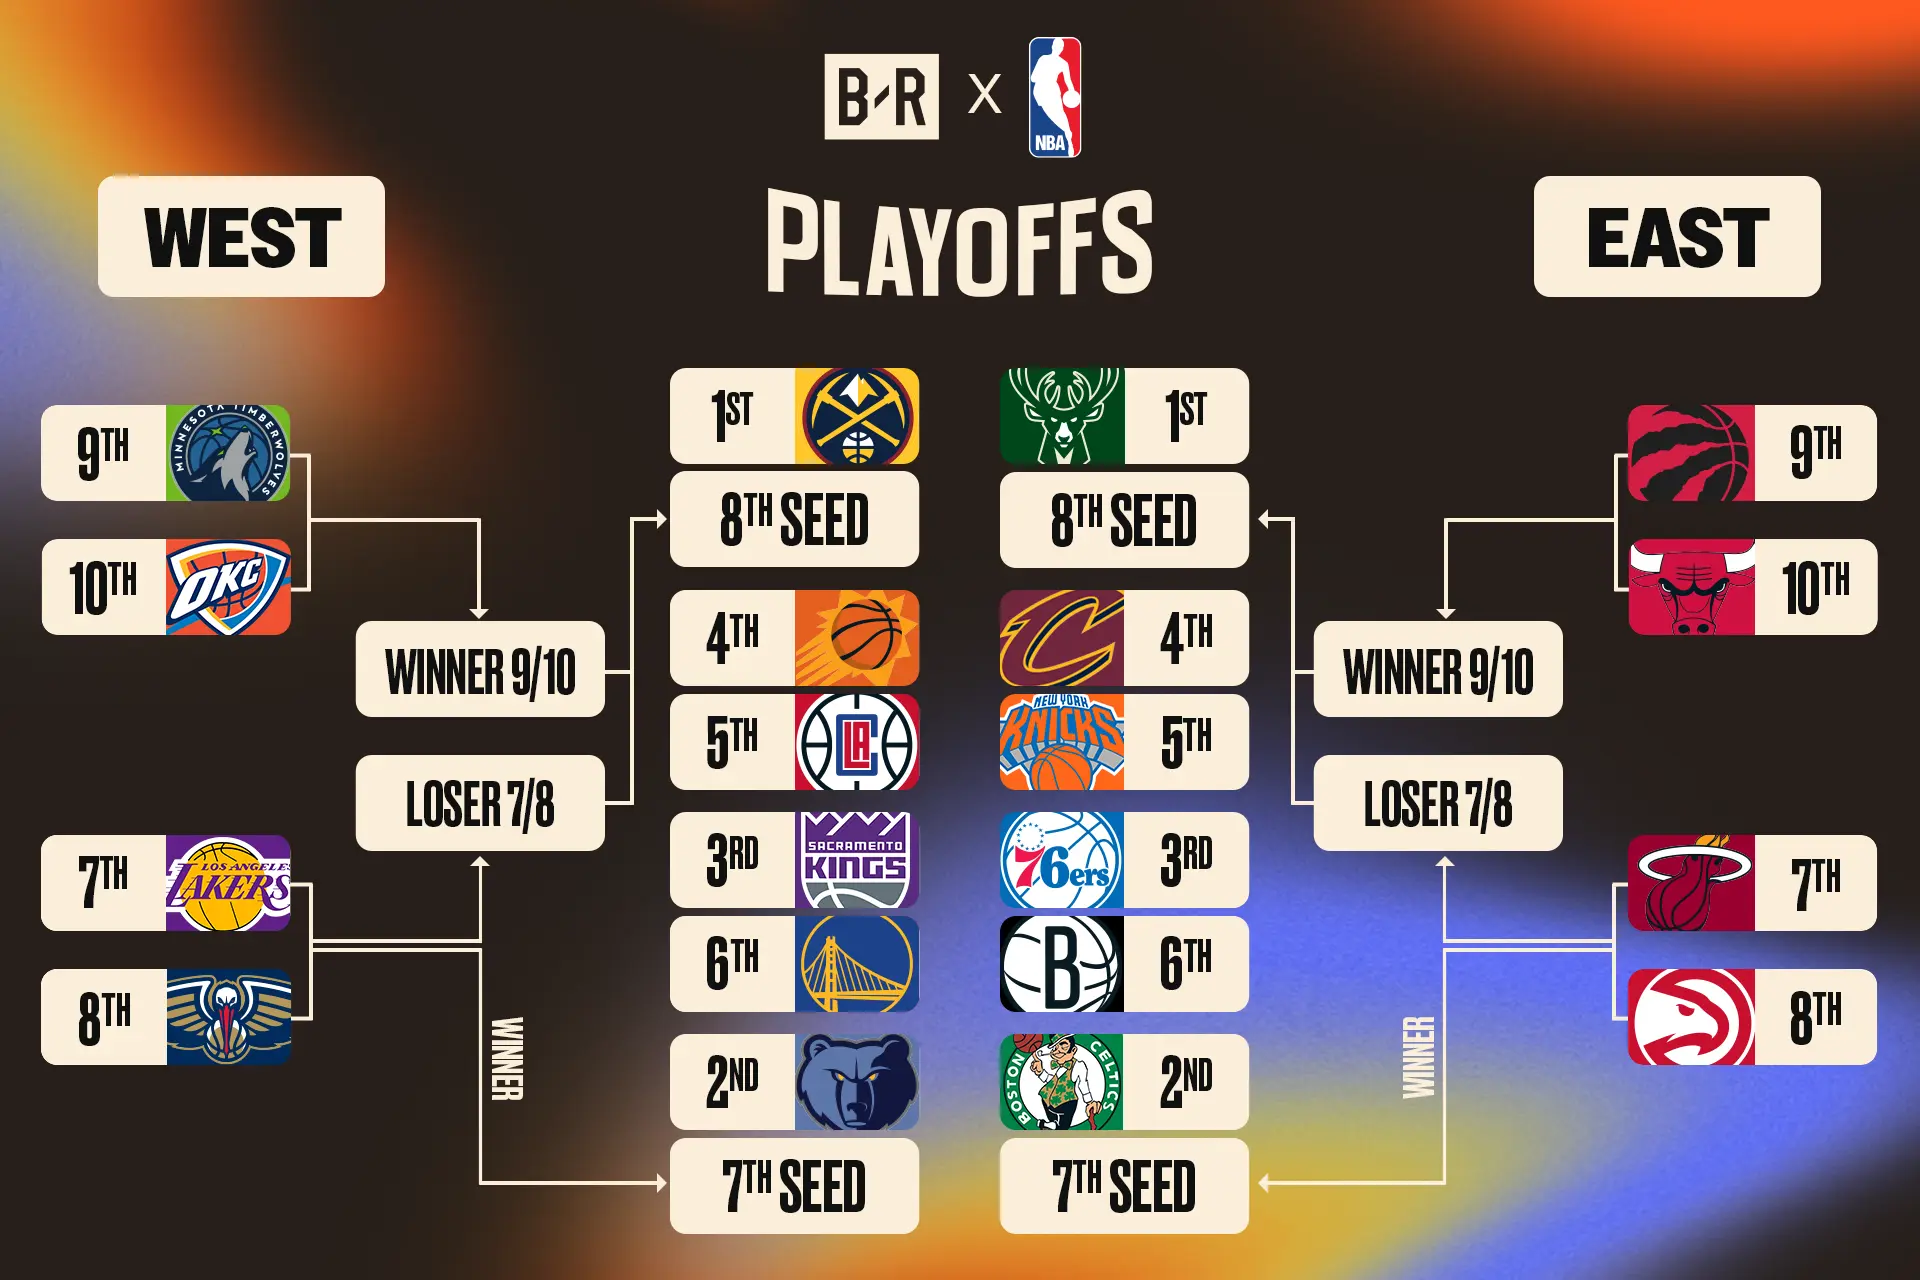 B/R X NBA
PLAYOFFS
WEST
EAST
9TH MINNESOTA TIMBERWOLVES
10TH OKC
WINNER 9/10
LOSER 7/8
7TH LOS ANGELES LAKERS
8TH
WINNER
1ST
8TH SEED
4TH
5TH LA
3RD SACRAMENTO KINGS
6TH
2ND
7TH SEED
1ST
8TH SEED
4TH
NEW YORK KNICKS 5TH
76ers 3RD
B 6TH
BOSTON CELTICS 2ND
7TH SEED
9TH
10TH
WINNER 9/10
LOSER 7/8
7TH
8TH
WINNER